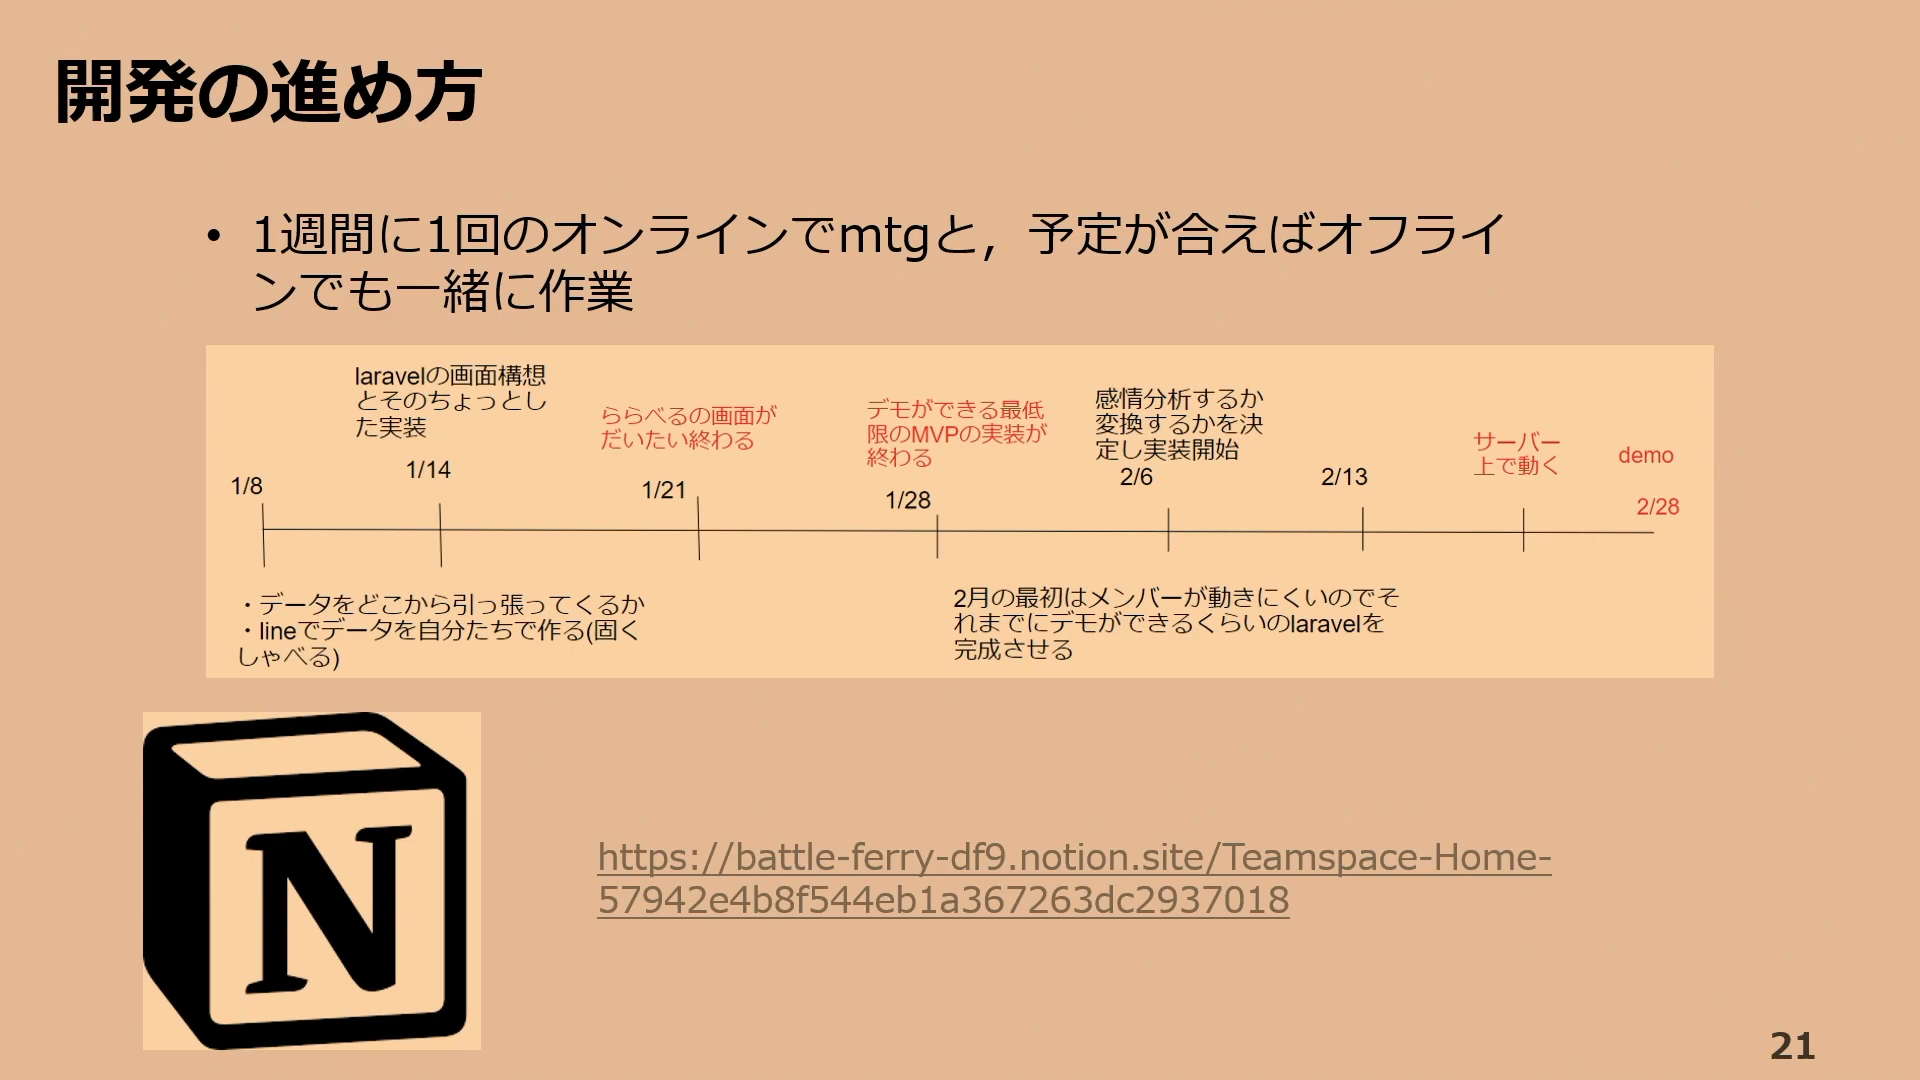 開発の進め方
• 1週間に1回のオンラインでmtgと，予定が合えばオフライ
ンでも一緒に作業
laravelの画面構想
とそのちょっとし
た実装
ららべるの画面が
だいたい終わる
デモができる最低
限のMVPの実装が
終わる
感情分析するか
変換するかを決
定し実装開始
サーバー
上で動く
demo
1/8
1/14
1/21
1/28
2/6
2/13
2/28
・データをどこから引っ張ってくるか
・lineでデータを自分たちで作る(固く
しゃべる)
2月の最初はメンバーが動きにくいのでそ
れまでにデモができるくらいのlaravelを
完成させる
N
https://battle-ferry-df9.notion.site/Teamspace-Home-
57942e4b8f544eb1a367263dc2937018
21